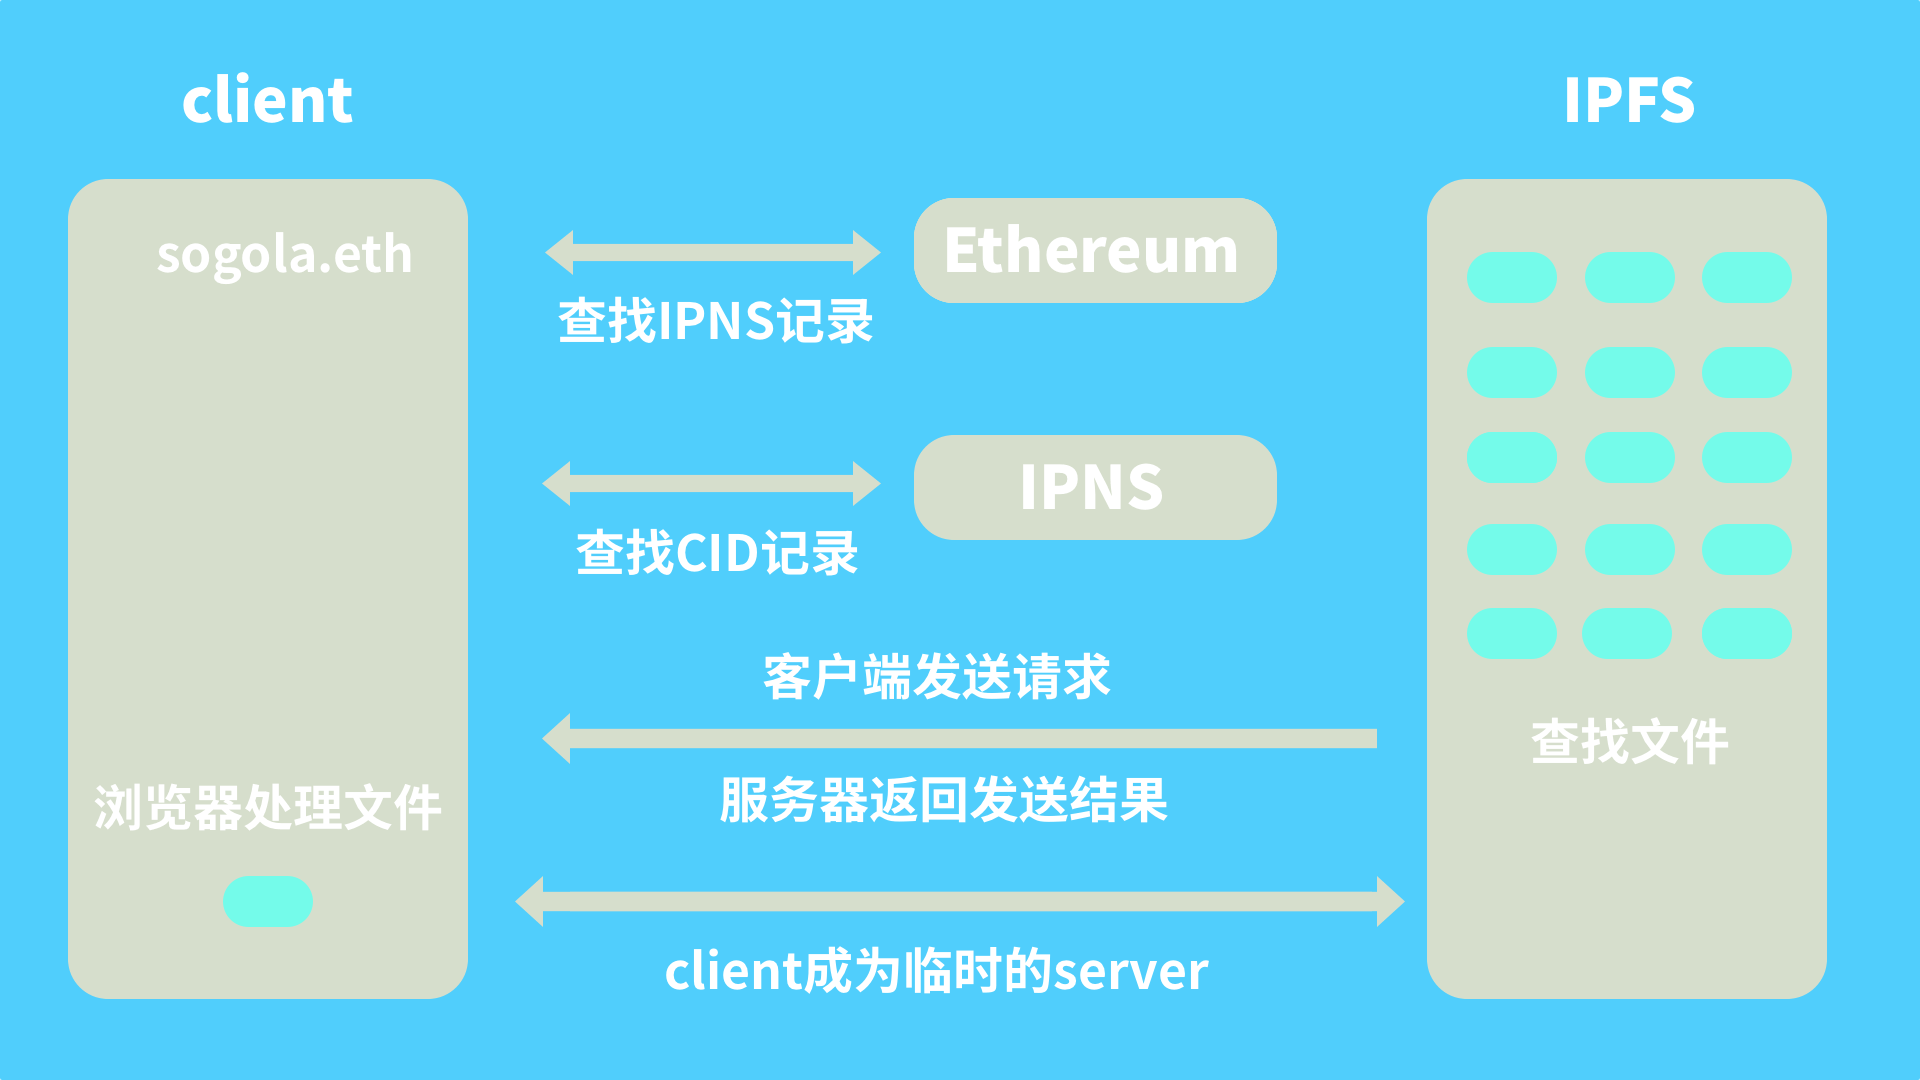 client
IPFS
sogola.eth
Ethereum
查找IPNS记录
IPNS
查找CID记录
客户端发送请求
查找文件
服务器返回发送结果
浏览器处理文件
client成为临时的server